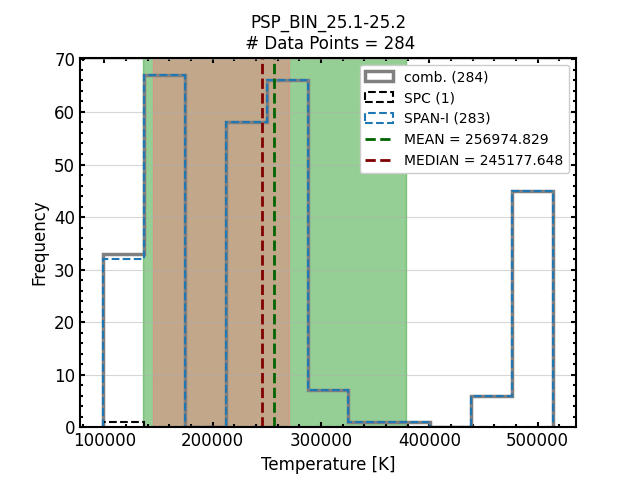 PSP_BIN_25.1-25.2
# Data Points = 284
70
60
50
40
30
20
10
0
Frequency
comb. (284)
SPC (1)
SPAN-I (283)
MEAN = 256974.829
MEDIAN = 245177.648
100000 200000 300000 400000 500000
Temperature [K]